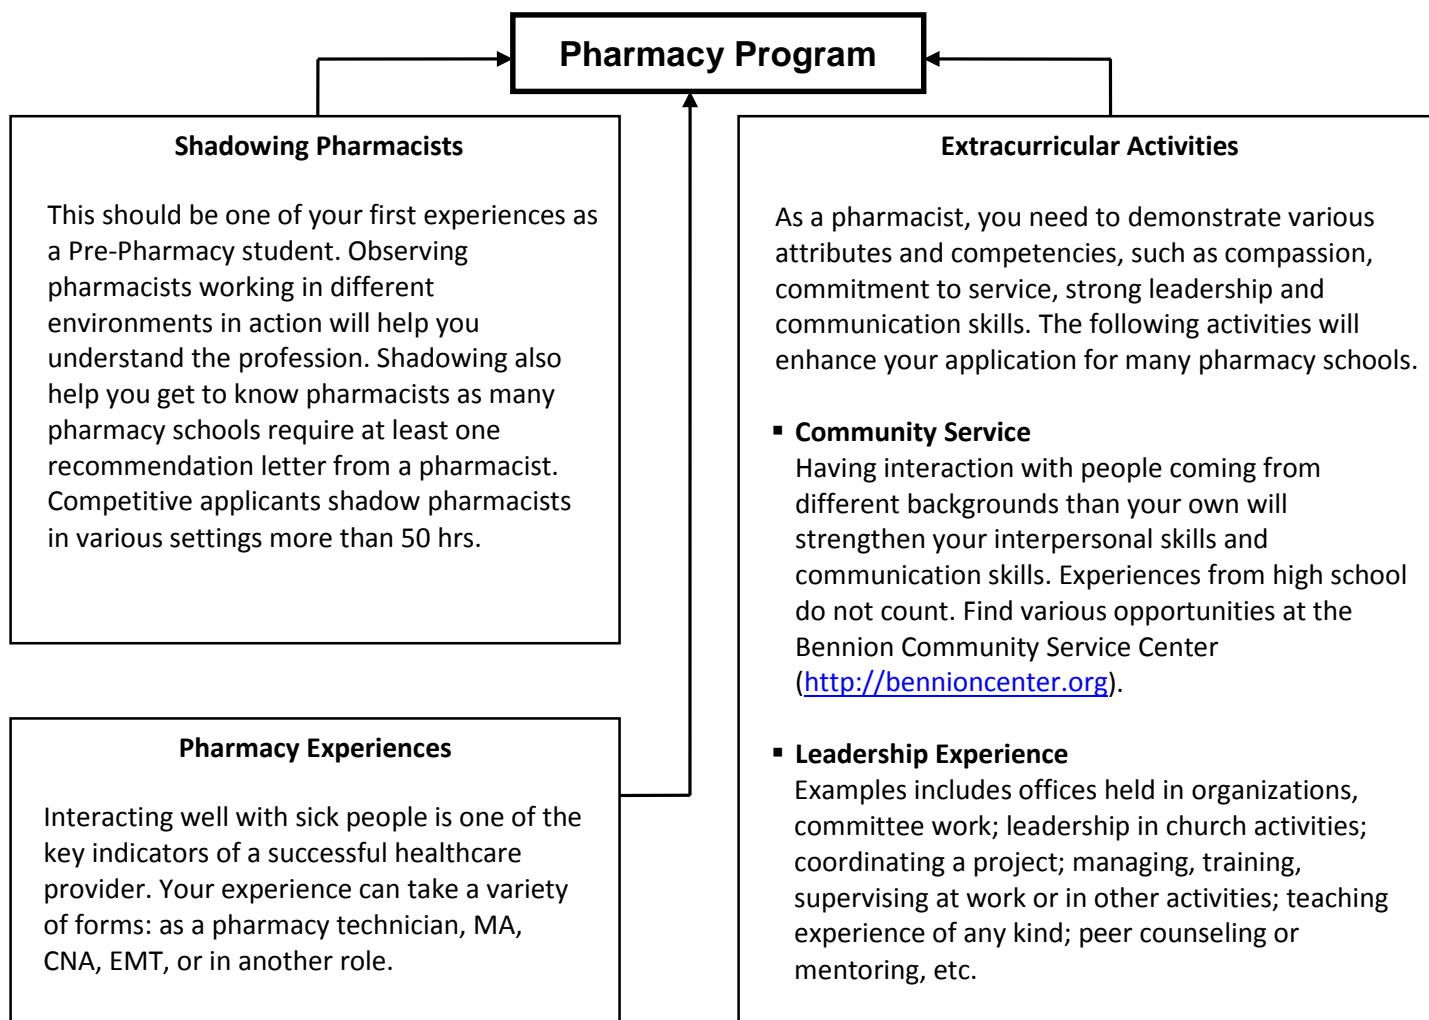 Pharmacy Program
Shadowing Pharmacists
This should be one of your first experiences as
a Pre-Pharmacy student. Observing
pharmacists working in different
environments in action will help you
understand the profession. Shadowing also
help you get to know pharmacists as many
pharmacy schools require at least one
recommendation letter from a pharmacist.
Competitive applicants shadow pharmacists
in various settings more than 50 hrs.
Pharmacy Experiences
Interacting well with sick people is one of the
key indicators of a successful healthcare
provider. Your experience can take a variety
of forms: as a pharmacy technician, MA,
CNA, EMT, or in another role.
Extracurricular Activities
As a pharmacist, you need to demonstrate various
attributes and competencies, such as compassion,
commitment to service, strong leadership and
communication skills. The following activities will
enhance your application for many pharmacy schools.
▪ Community Service
Having interaction with people coming from
different backgrounds than your own will
strengthen your interpersonal skills and
communication skills. Experiences from high school
do not count. Find various opportunities at the
Bennion Community Service Center
(http://bennioncenter.org).
▪ Leadership Experience
Examples includes offices held in organizations,
committee work; leadership in church activities;
coordinating a project; managing, training,
supervising at work or in other activities; teaching
experience of any kind; peer counseling or
mentoring, etc.